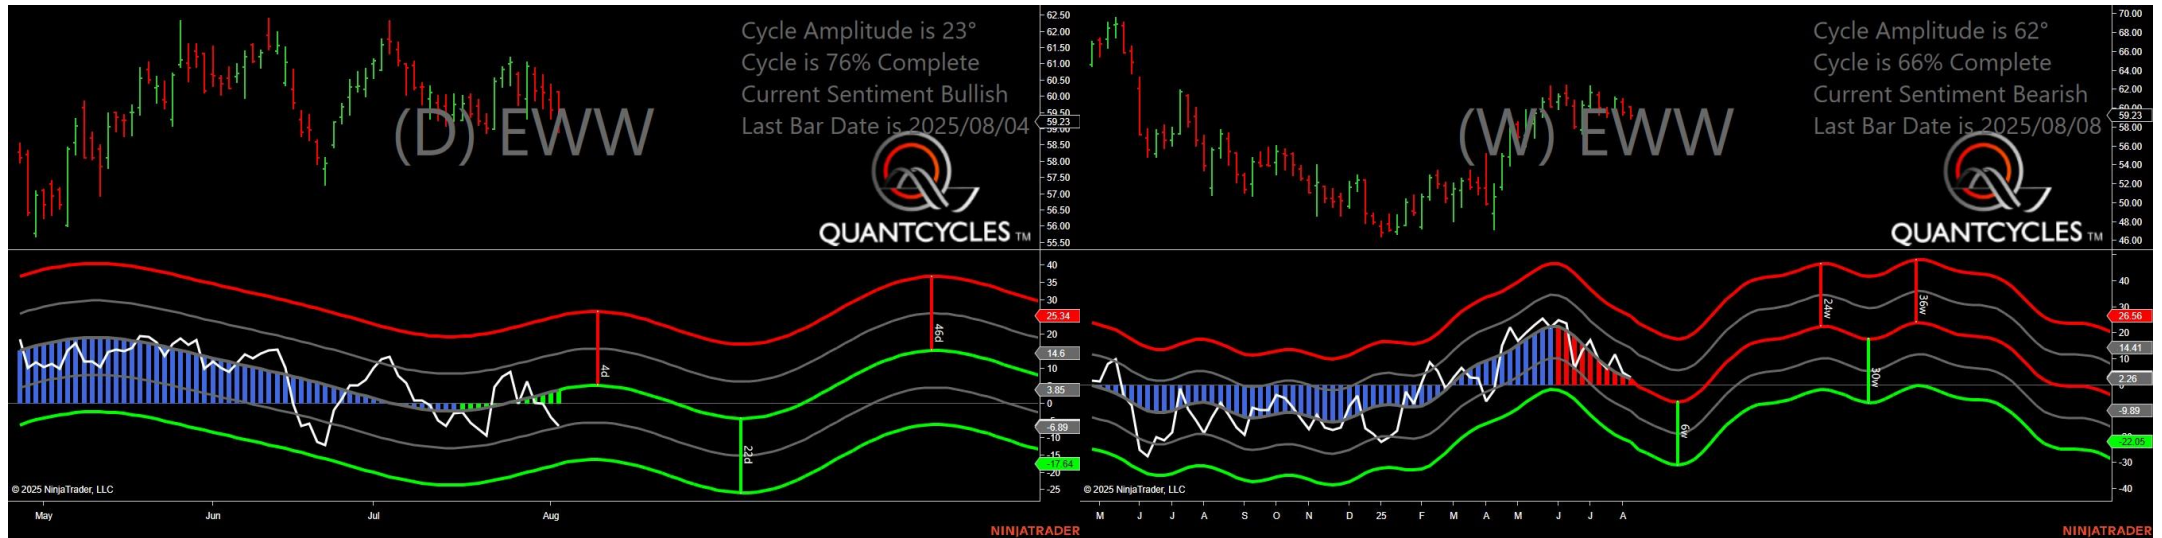 Cycle Amplitude is 23°
Cycle is 76% Complete
Current Sentiment Bullish
Last Bar Date is 2025/08/04
(D) EWW
QUANTCYCLES TM
62.50
62.00
61.50
61.00
60.50
60.00
59.50
59.23
59.00
58.50
58.00
57.50
57.00
56.50
56.00
55.50
40
35
30
25.34
20
14.6
10
3.85
0
-6.89
-10
-15
-17.64
-20
-25
4d
22d
46d
© 2025 NinjaTrader, LLC
May
Jun
Jul
Aug
NINJATRADER
Cycle Amplitude is 62°
Cycle is 66% Complete
Current Sentiment Bearish
Last Bar Date is 2025/08/08
(W) EWW
QUANTCYCLES TM
70.00
68.00
66.00
64.00
62.00
60.00
59.23
58.00
56.00
54.00
52.00
50.00
48.00
46.00
40
30
26.56
20
14.41
10
2.26
-9.89
-22.05
-30
-40
6w
24w
30w
36w
© 2025 NinjaTrader, LLC
M J J A S O N D 25 F M A M J J A
NINJATRADER